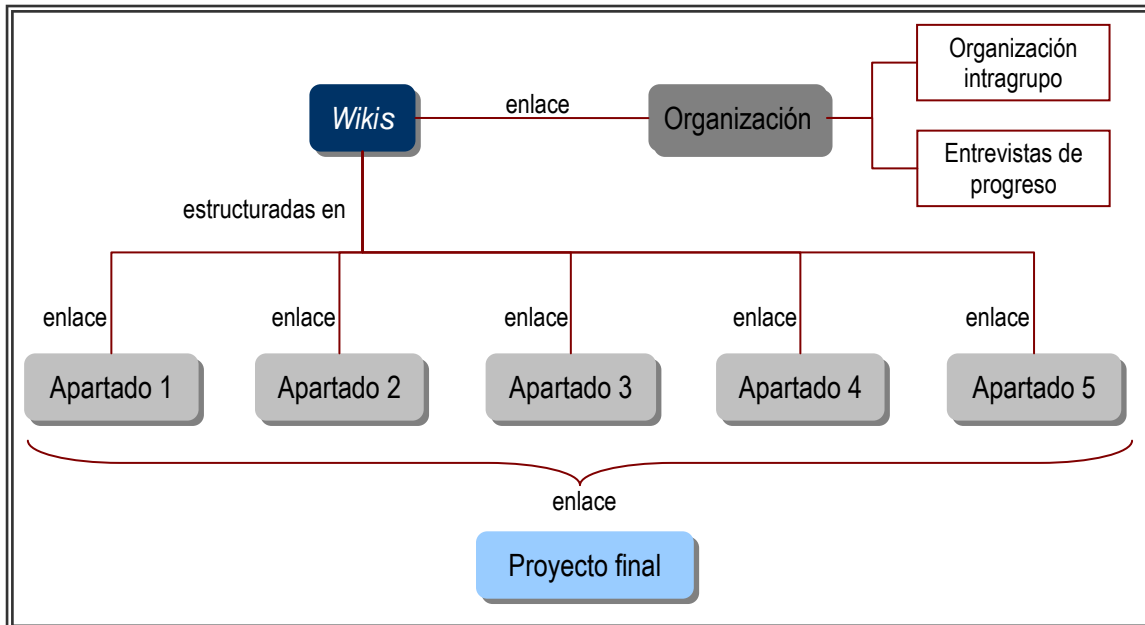 Organización
intragrupo
Wikis
enlace
Organización
Entrevistas de
progreso
estructuradas en
enlace
enlace
enlace
enlace
enlace
Apartado 1
Apartado 2
Apartado 3
Apartado 4
Apartado 5
enlace
Proyecto final